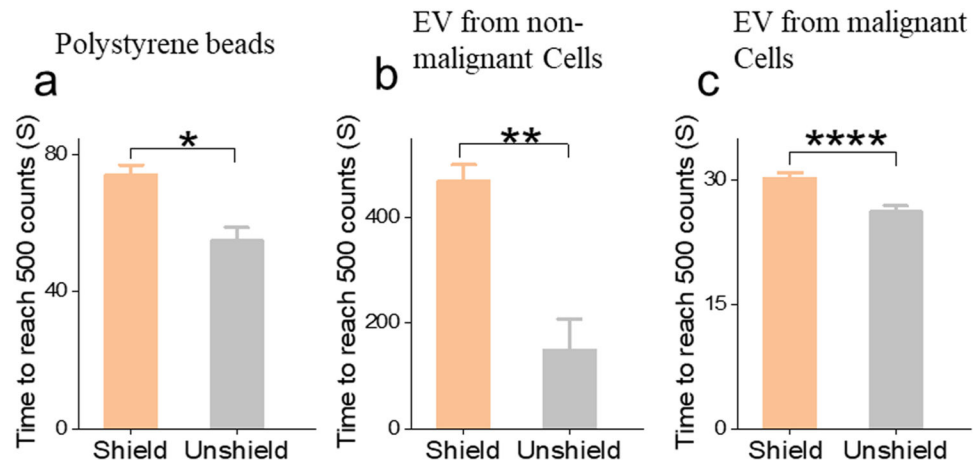 Polystyrene beads
a
Time to reach 500 counts (S)
80
40
0
*
Shield Unshield
EV from non-
malignant Cells
b
Time to reach 500 counts (S)
400
200
0
**
Shield Unshield
EV from malignant
Cells
c
Time to reach 500 counts (S)
30
15
0
****
Shield Unshield